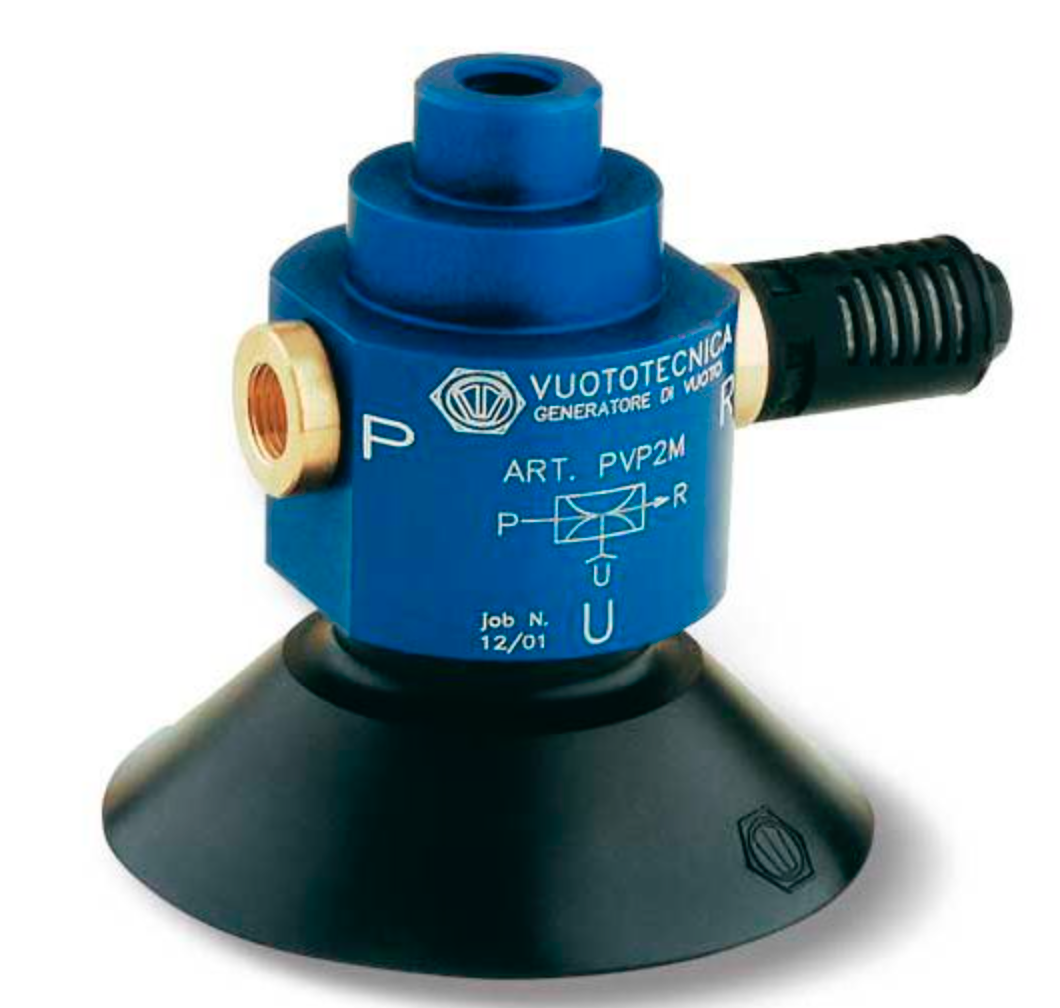 VUOTOTECNICA
GENERATORE DI VUOTO
P
R
ART. PVP2M
P
R
U
job N.
12/01
U